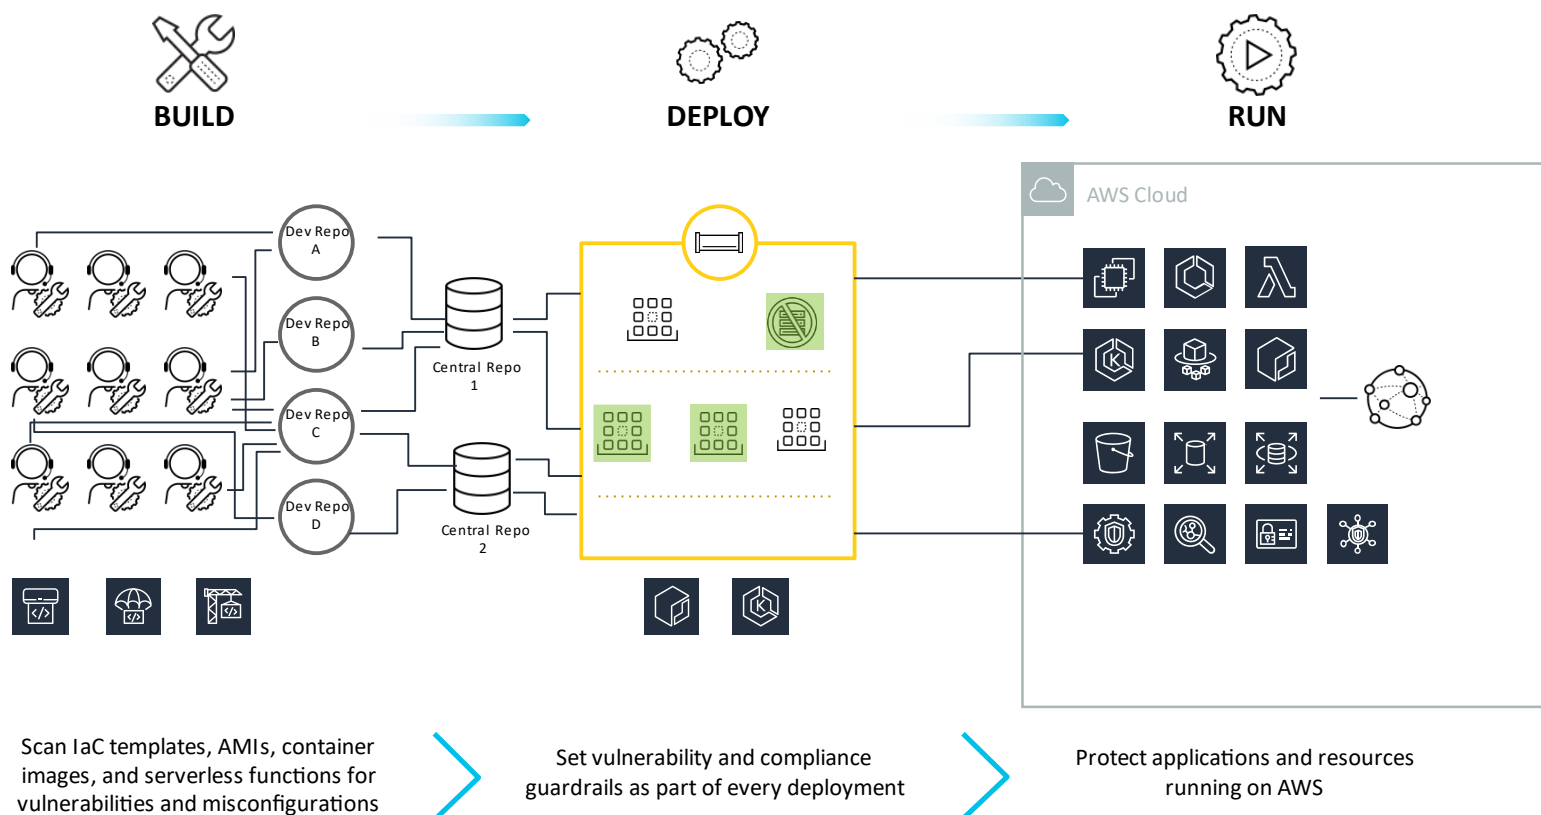 BUILD
DEPLOY
RUN
AWS Cloud
Dev Repo
A
Dev Repo
B
Central Repo
1
Dev Repo
C
Dev Repo
D
Central Repo
2
K
K
</>
</>
</>
Scan IaC templates, AMIs, container
images, and serverless functions for
vulnerabilities and misconfigurations
Set vulnerability and compliance
guardrails as part of every deployment
Protect applications and resources
running on AWS